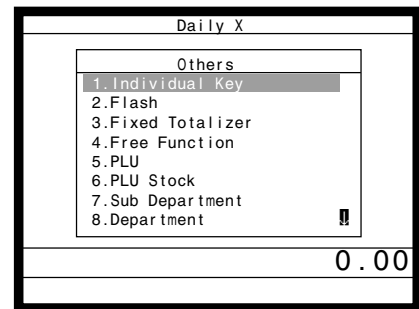 Daily X
Others
1.Individual Key
2.Flash
3.Fixed Totalizer
4.Free Function
5.PLU
6.PLU Stock
7.Sub Department
8.Department
0.00